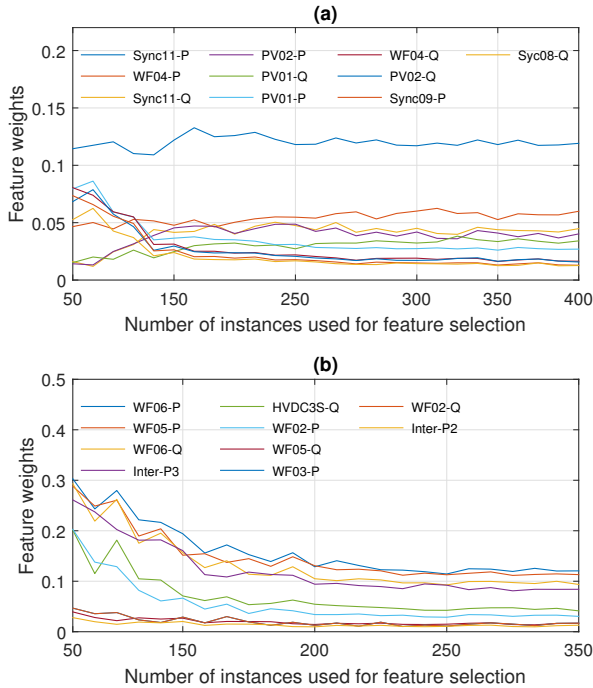 (a)
0.2
0.15
0.1
0.05
0
Feature weights
Sync11-P PV02-P WF04-Q Syc08-Q
WF04-P PV01-Q PV02-Q
Sync11-Q PV01-P Sync09-P
50 150 250 300 350 400
Number of instances used for feature selection
(b)
0.5
0.4
0.3
0.2
0.1
0
Feature weights
WF06-P HVDC3S-Q WF02-Q
WF05-P WF02-P Inter-P2
WF06-Q WF05-Q
Inter-P3 WF03-P
50 150 200 250 350
Number of instances used for feature selection